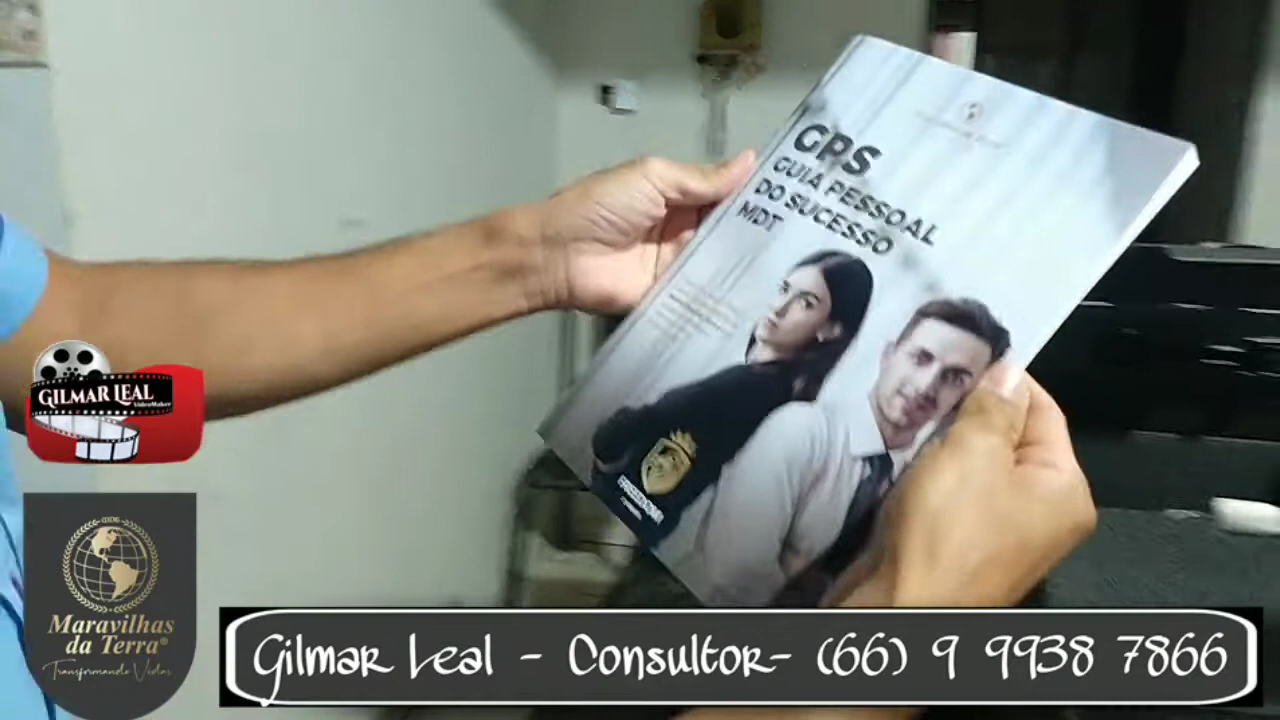 GPS
GUIA PESSOAL
DO SUCESSO
MDT
GILMAR LEAL
VideoMaker
Maravilhas
da Terra®
Transformando Vidas
Gilmar Leal - Consultor- (66) 9 9938 7866